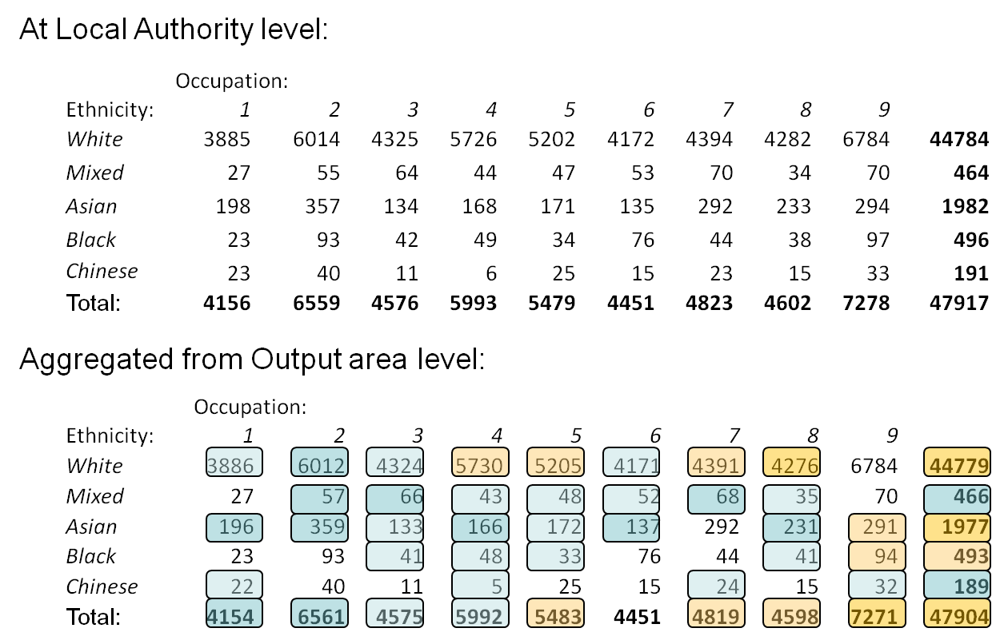 At Local Authority level:
Occupation:
Ethnicity: 1 2 3 4 5 6 7 8 9
White 3885 6014 4325 5726 5202 4172 4394 4282 6784 44784
Mixed 27 55 64 44 47 53 70 34 70 464
Asian 198 357 134 168 171 135 292 233 294 1982
Black 23 93 42 49 34 76 44 38 97 496
Chinese 23 40 11 6 25 15 23 15 33 191
Total: 4156 6559 4576 5993 5479 4451 4823 4602 7278 47917
Aggregated from Output area level:
Occupation:
Ethnicity: 1 2 3 4 5 6 7 8 9
White 3886 6012 4324 5730 5205 4171 4391 4276 6784 44779
Mixed 27 57 66 43 48 52 68 35 70 466
Asian 196 359 133 166 172 137 292 231 291 1977
Black 23 93 41 48 33 76 44 41 94 493
Chinese 22 40 11 5 25 15 24 15 32 189
Total: 4154 6561 4575 5992 5483 4451 4819 4598 7271 47904